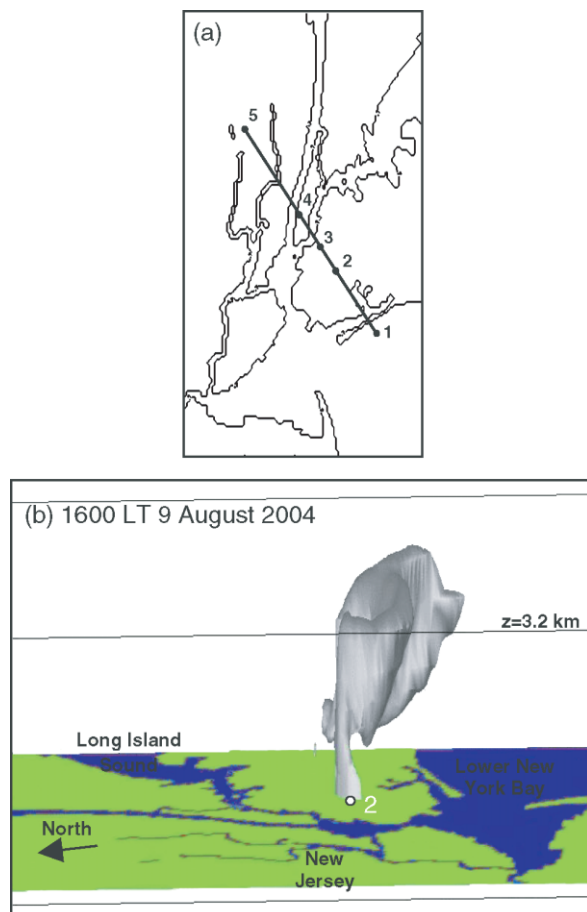 (a)
5
4
3
2
1
(b) 1600 LT 9 August 2004
z=3.2 km
Long Island
Sound
Lower New
York Bay
2
North
New
Jersey